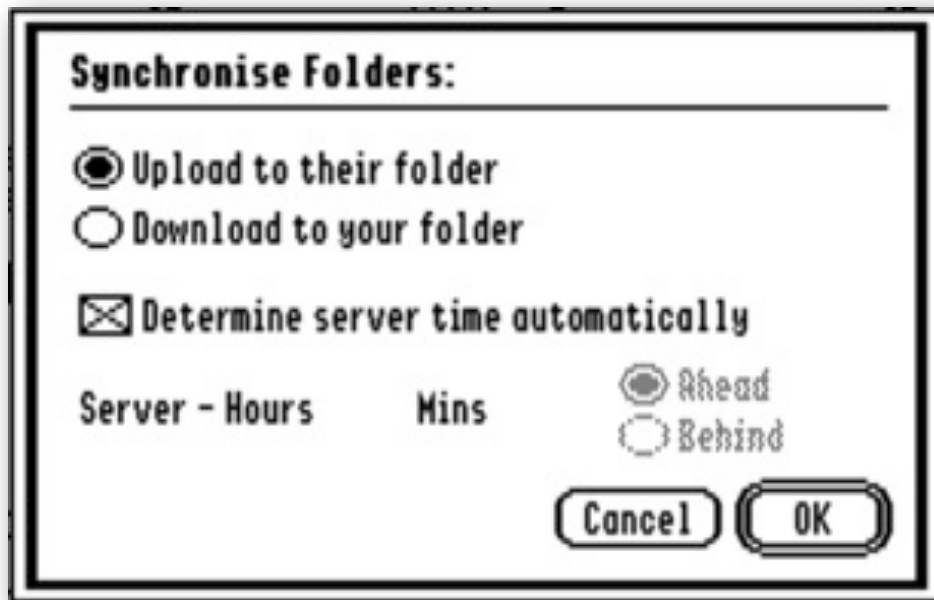 Synchronise Folders:
Upload to their folder
Download to your folder
Determine server time automatically
Server - Hours Mins
Ahead
Behind
Cancel OK